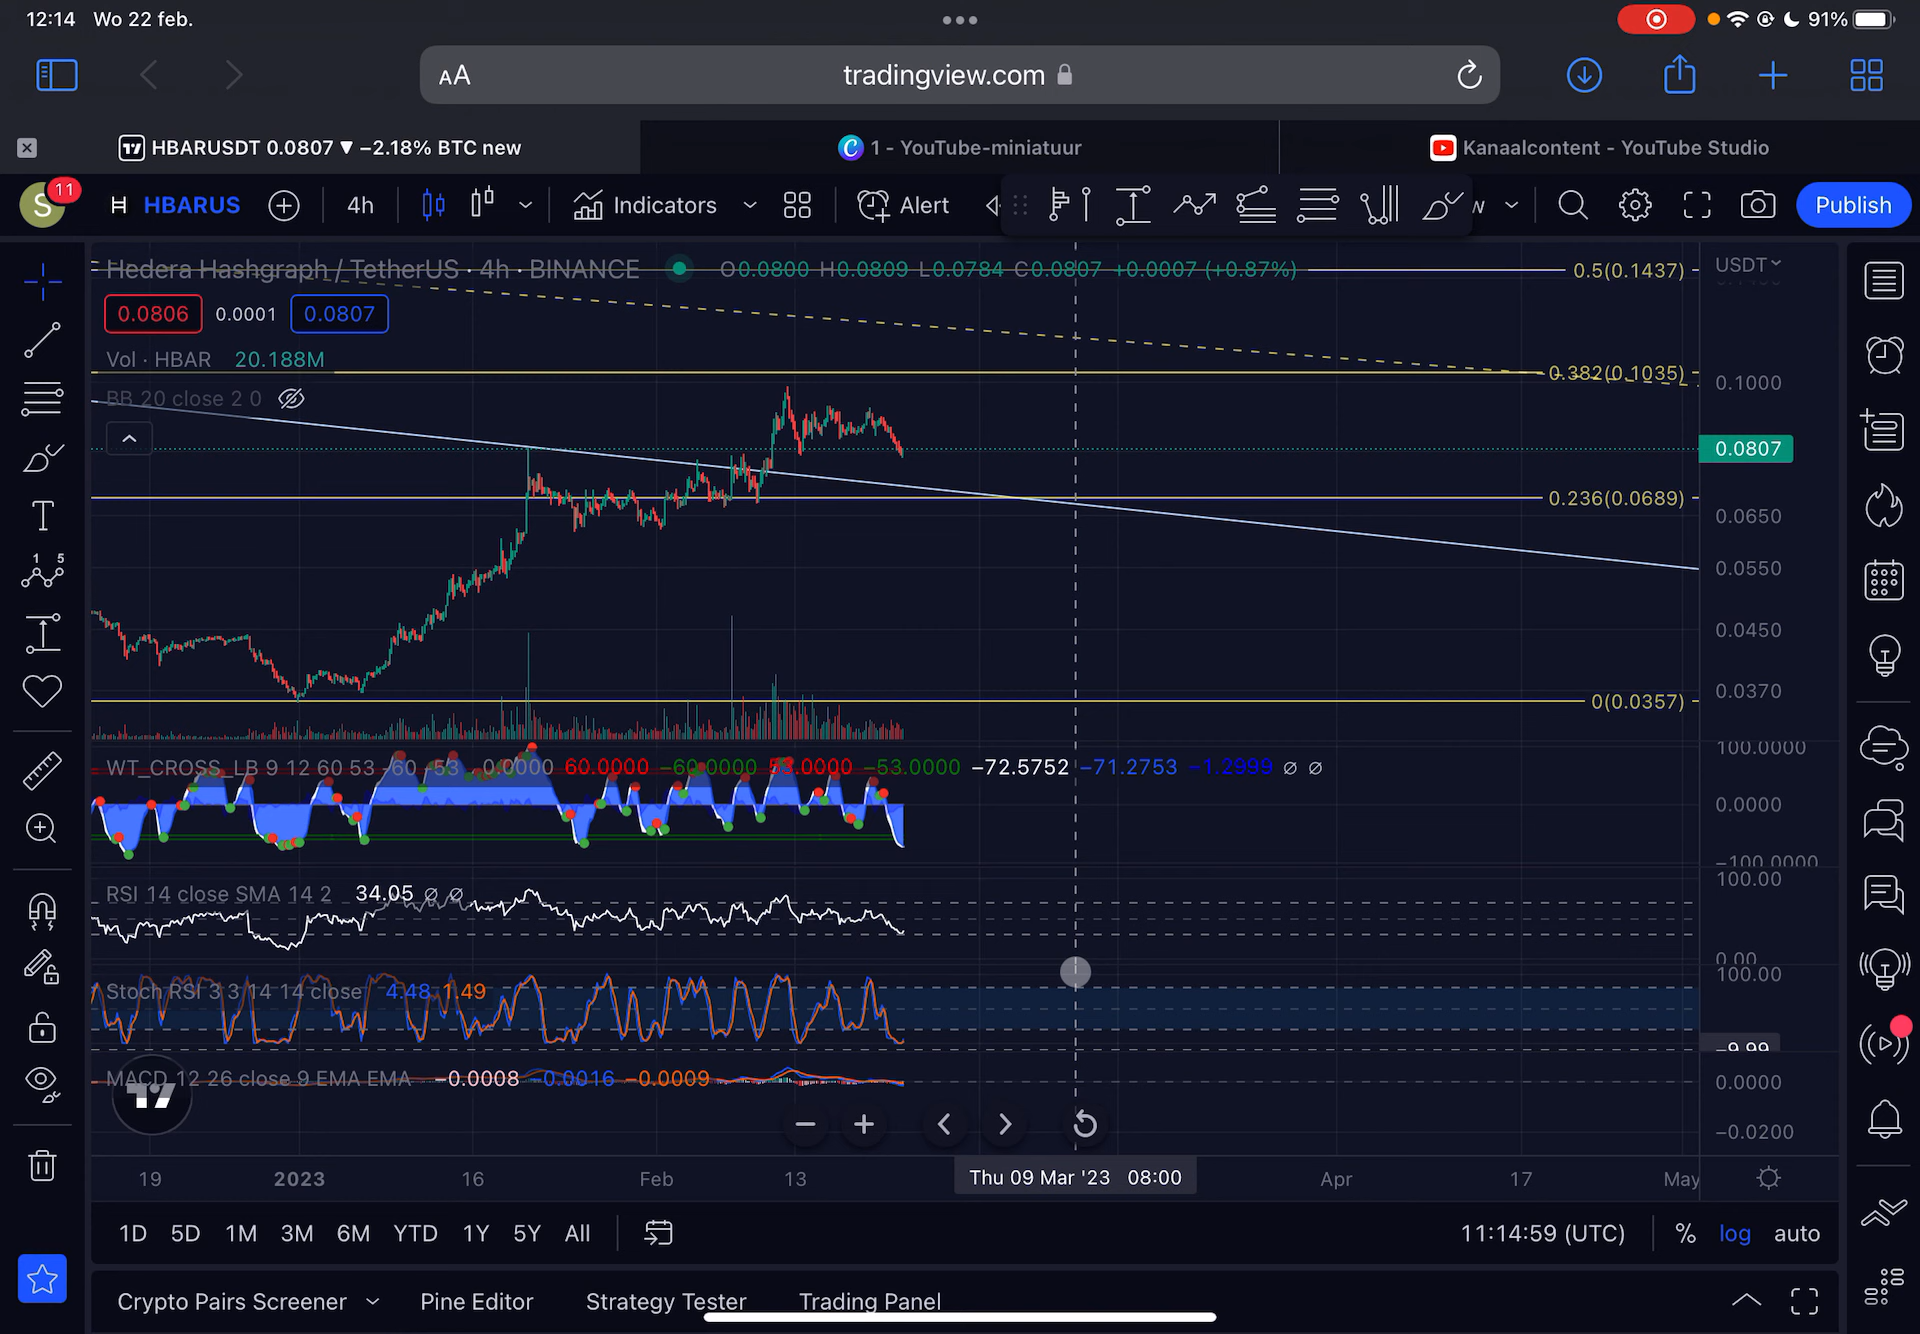 12:14 Wo 22 feb.
91%
AA
tradingview.com
HBARUSDT 0.0807 ▼ −2.18% BTC new
1 - YouTube-miniatuur
Kanaalcontent - YouTube Studio
S 11
H HBARUS
4h
Indicators
Alert
Publish
Hedera Hashgraph / TetherUS · 4h · BINANCE
O0.0800 H0.0809 L0.0784 C0.0807 +0.0007 (+0.87%)
0.5(0.1437)
USDT
0.0806 0.0001 0.0807
Vol · HBAR 20.188M
0.382(0.1035)
0.1000
BB 20 close 2 0
0.0807
0.236(0.0689)
0.0650
0.0550
0.0450
0.0370
0(0.0357)
WT_CROSS_LB 9 12 60 53 −60 −53 0.0000 60.0000 −60.0000 53.0000 −53.0000 −72.5752 −71.2753 −1.2999 ∅ ∅
100.0000
0.0000
−100.0000
RSI 14 close SMA 14 2 34.05 ∅ ∅
100.00
0.00
Stoch RSI 3 3 14 14 close 4.48 1.49
100.00
−9.99
MACD 12 26 close 9 EMA EMA −0.0008 −0.0016 −0.0009
0.0000
−0.0200
19 2023 16 Feb 13 Thu 09 Mar '23 08:00 Apr 17 May
1D 5D 1M 3M 6M YTD 1Y 5Y All
11:14:59 (UTC) % log auto
Crypto Pairs Screener Pine Editor Strategy Tester Trading Panel